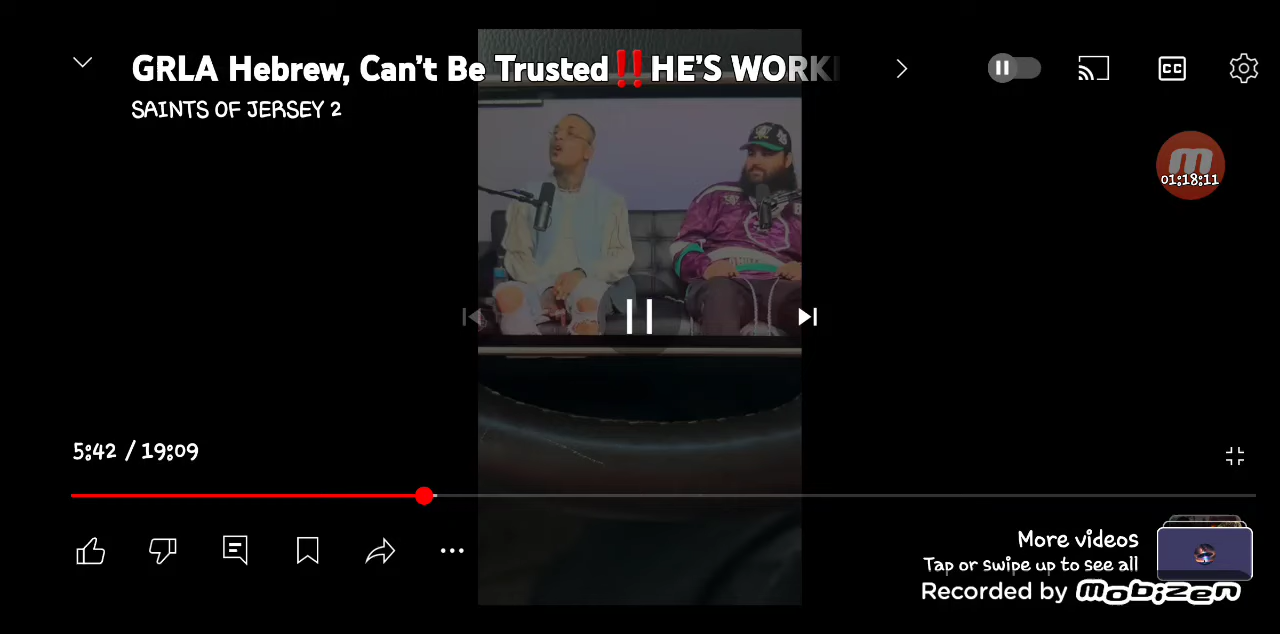 GRLA Hebrew, Can't Be Trusted‼️HE'S WORK
SAINTS OF JERSEY 2
CC
01:18:11
5:42 / 19:09
More videos
Tap or swipe up to see all
Recorded by mobizen